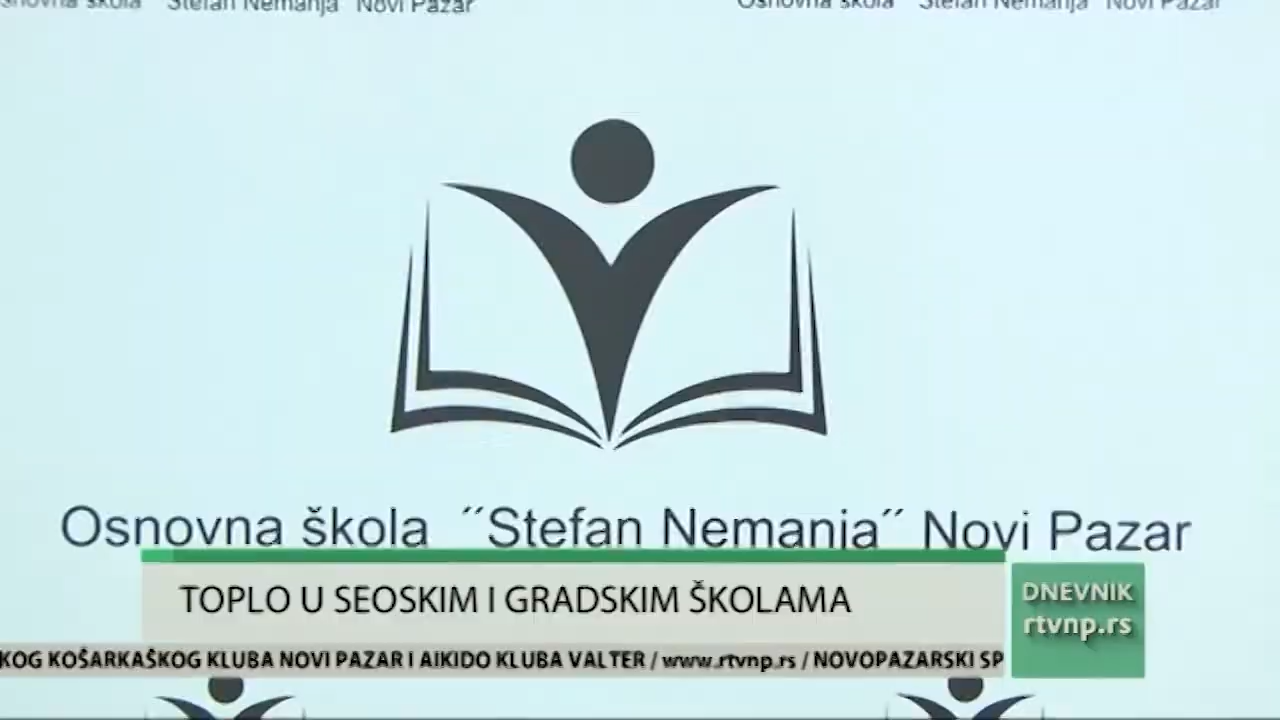 Osnovna škola ˝Stefan Nemanja˝ Novi Pazar
Osnovna škola ˝Stefan Nemanja˝ Novi Pazar
Osnovna škola ˝Stefan Nemanja˝ Novi Pazar
TOPLO U SEOSKIM I GRADSKIM ŠKOLAMA
DNEVNIK
rtvnp.rs
KOG KOŠARKAŠKOG KLUBA NOVI PAZAR I AIKIDO KLUBA VALTER / www.rtvnp.rs / NOVOPAZARSKI SP